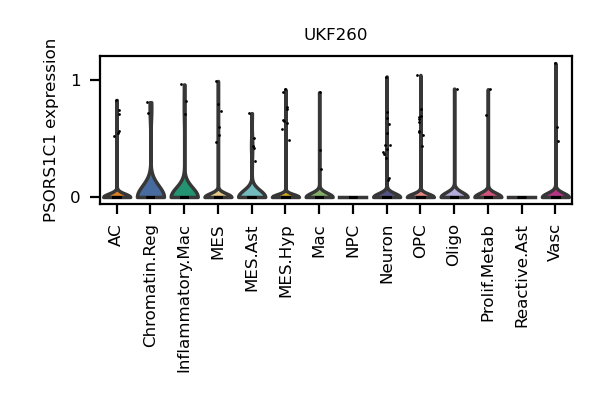 UKF260
PSORS1C1 expression
1
0
AC
Chromatin.Reg
Inflammatory.Mac
MES
MES.Ast
MES.Hyp
Mac
NPC
Neuron
OPC
Oligo
Prolif.Metab
Reactive.Ast
Vasc